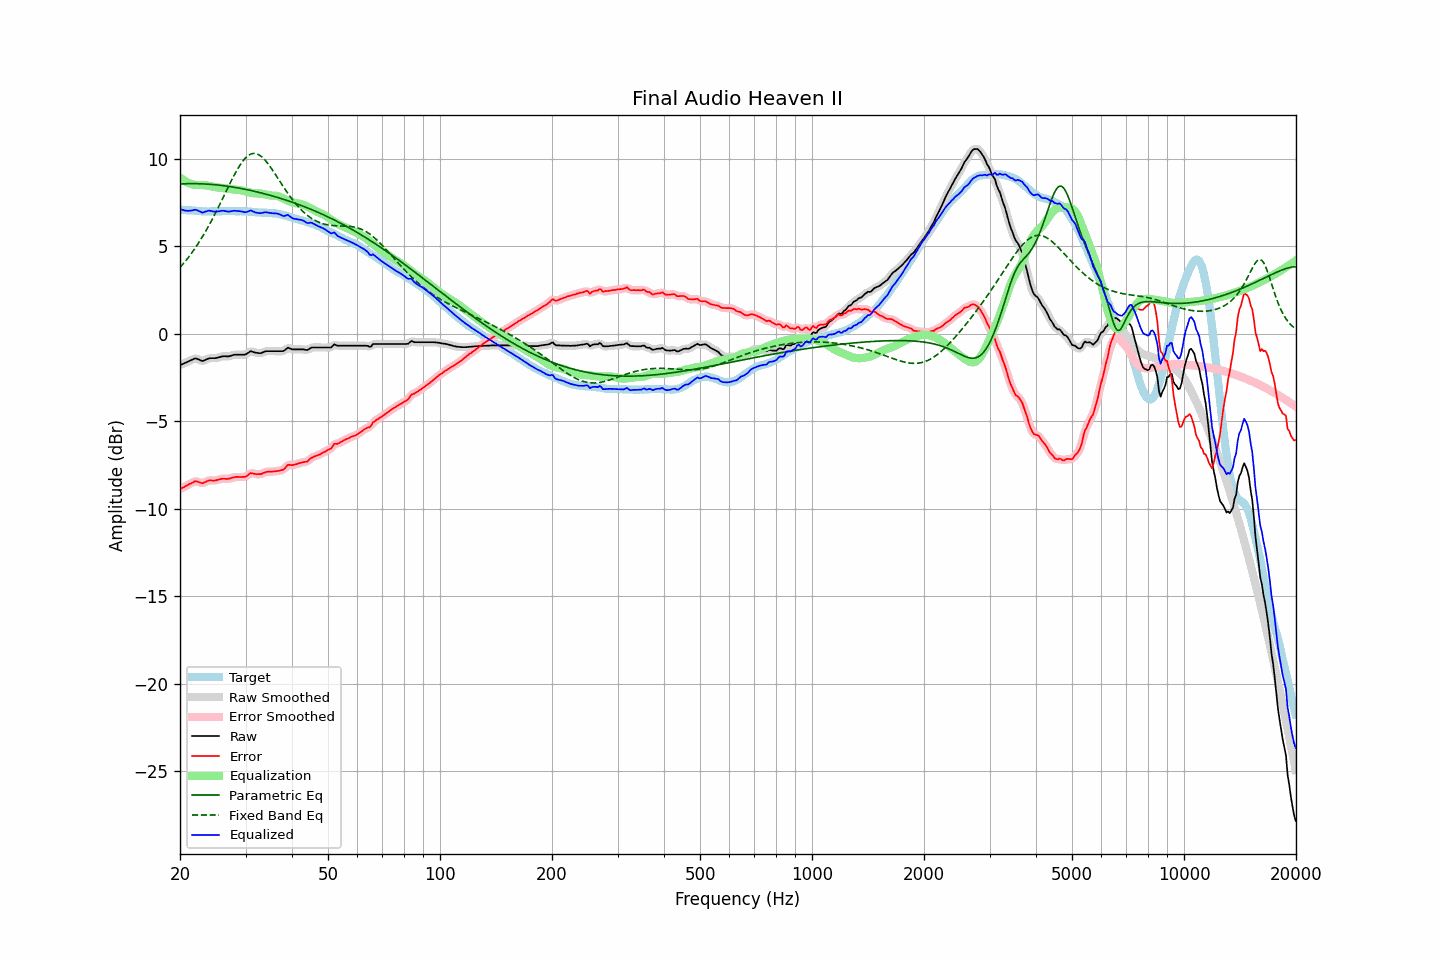 Final Audio Heaven II
Amplitude (dBr)
10
5
0
−5
−10
−15
−20
−25
Target
Raw Smoothed
Error Smoothed
Raw
Error
Equalization
Parametric Eq
Fixed Band Eq
Equalized
20 50 100 200 500 1000 2000 5000 10000 20000
Frequency (Hz)